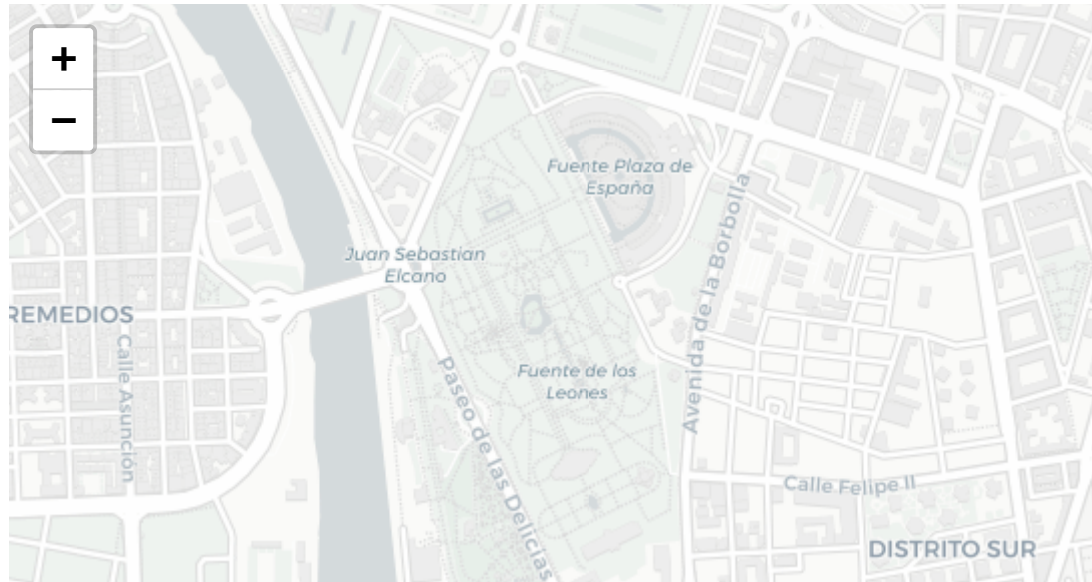 +
−
Fuente Plaza de
España
Avenida de la Borbolla
Juan Sebastian
Elcano
REMEDIOS
Calle Asunción
Paseo de las Delicias
Fuente de los
Leones
Calle Felipe II
DISTRITO SUR